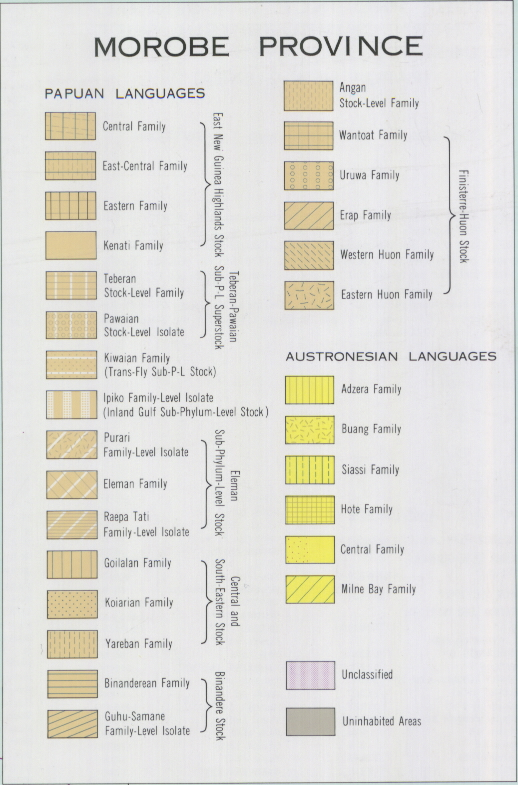 MOROBE PROVINCE
PAPUAN LANGUAGES
Central Family
East-Central Family
Eastern Family
Kenati Family
East New Guinea Highlands Stock
Teberan
Stock-Level Family
Pawaian
Stock-Level Isolate
Teberan-Pawaian
Sub-P-L Superstock
Kiwaian Family
(Trans-Fly Sub-P-L Stock)
Ipiko Family-Level Isolate
(Inland Gulf Sub-Phylum-Level Stock)
Purari
Family-Level Isolate
Eleman Family
Raepa Tati
Family-Level Isolate
Eleman
Sub-Phylum-Level Stock
Goilalan Family
Koiarian Family
Yareban Family
Central and
South-Eastern Stock
Binanderean Family
Guhu-Samane
Family-Level Isolate
Binandere Stock
Angan
Stock-Level Family
Wantoat Family
Uruwa Family
Erap Family
Western Huon Family
Eastern Huon Family
Finisterre-Huon Stock
AUSTRONESIAN LANGUAGES
Adzera Family
Buang Family
Siassi Family
Hote Family
Central Family
Milne Bay Family
Unclassified
Uninhabited Areas